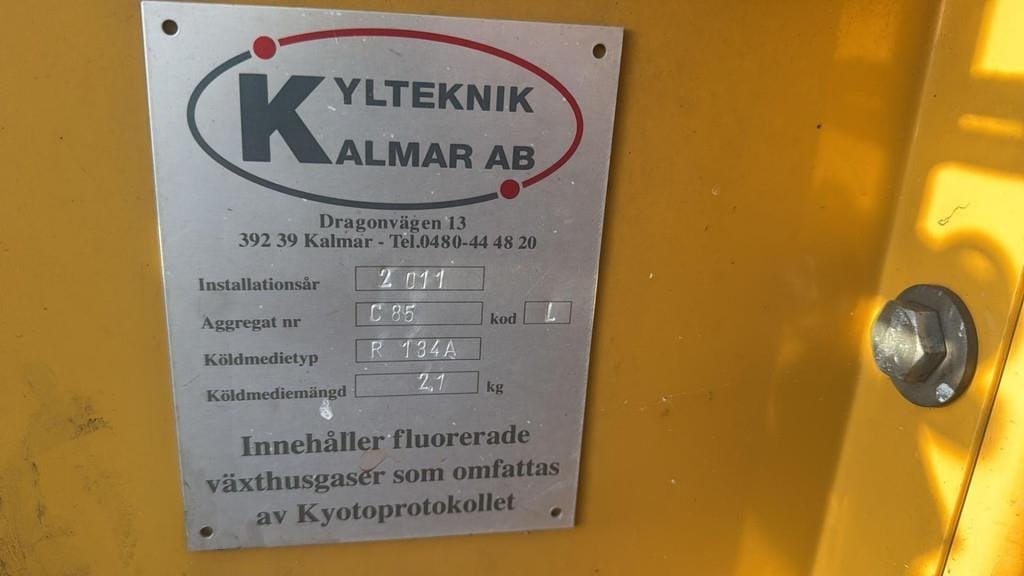 KYLTEKNIK
KALMAR AB
Dragonvägen 13
392 39 Kalmar - Tel.0480-44 48 20
Installationsår 2 011
Aggregat nr C 85 kod L
Köldmedietyp R 134A
Köldmediemängd 2,1 kg
Innehåller fluorerade
växthusgaser som omfattas
av Kyotoprotokollet